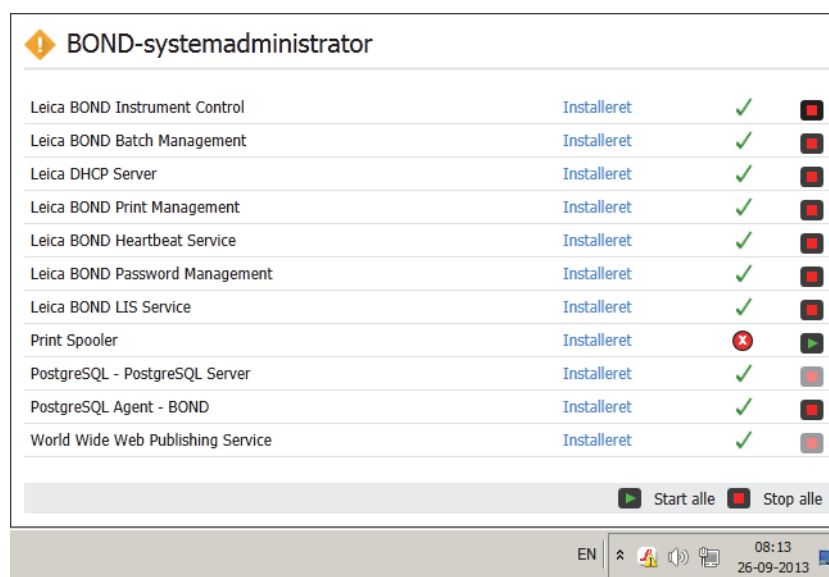 BOND-systemadministrator
Leica BOND Instrument Control Installeret
Leica BOND Batch Management Installeret
Leica DHCP Server Installeret
Leica BOND Print Management Installeret
Leica BOND Heartbeat Service Installeret
Leica BOND Password Management Installeret
Leica BOND LIS Service Installeret
Print Spooler Installeret
PostgreSQL - PostgreSQL Server Installeret
PostgreSQL Agent - BOND Installeret
World Wide Web Publishing Service Installeret
Start alle Stop alle
EN 08:13
26-09-2013